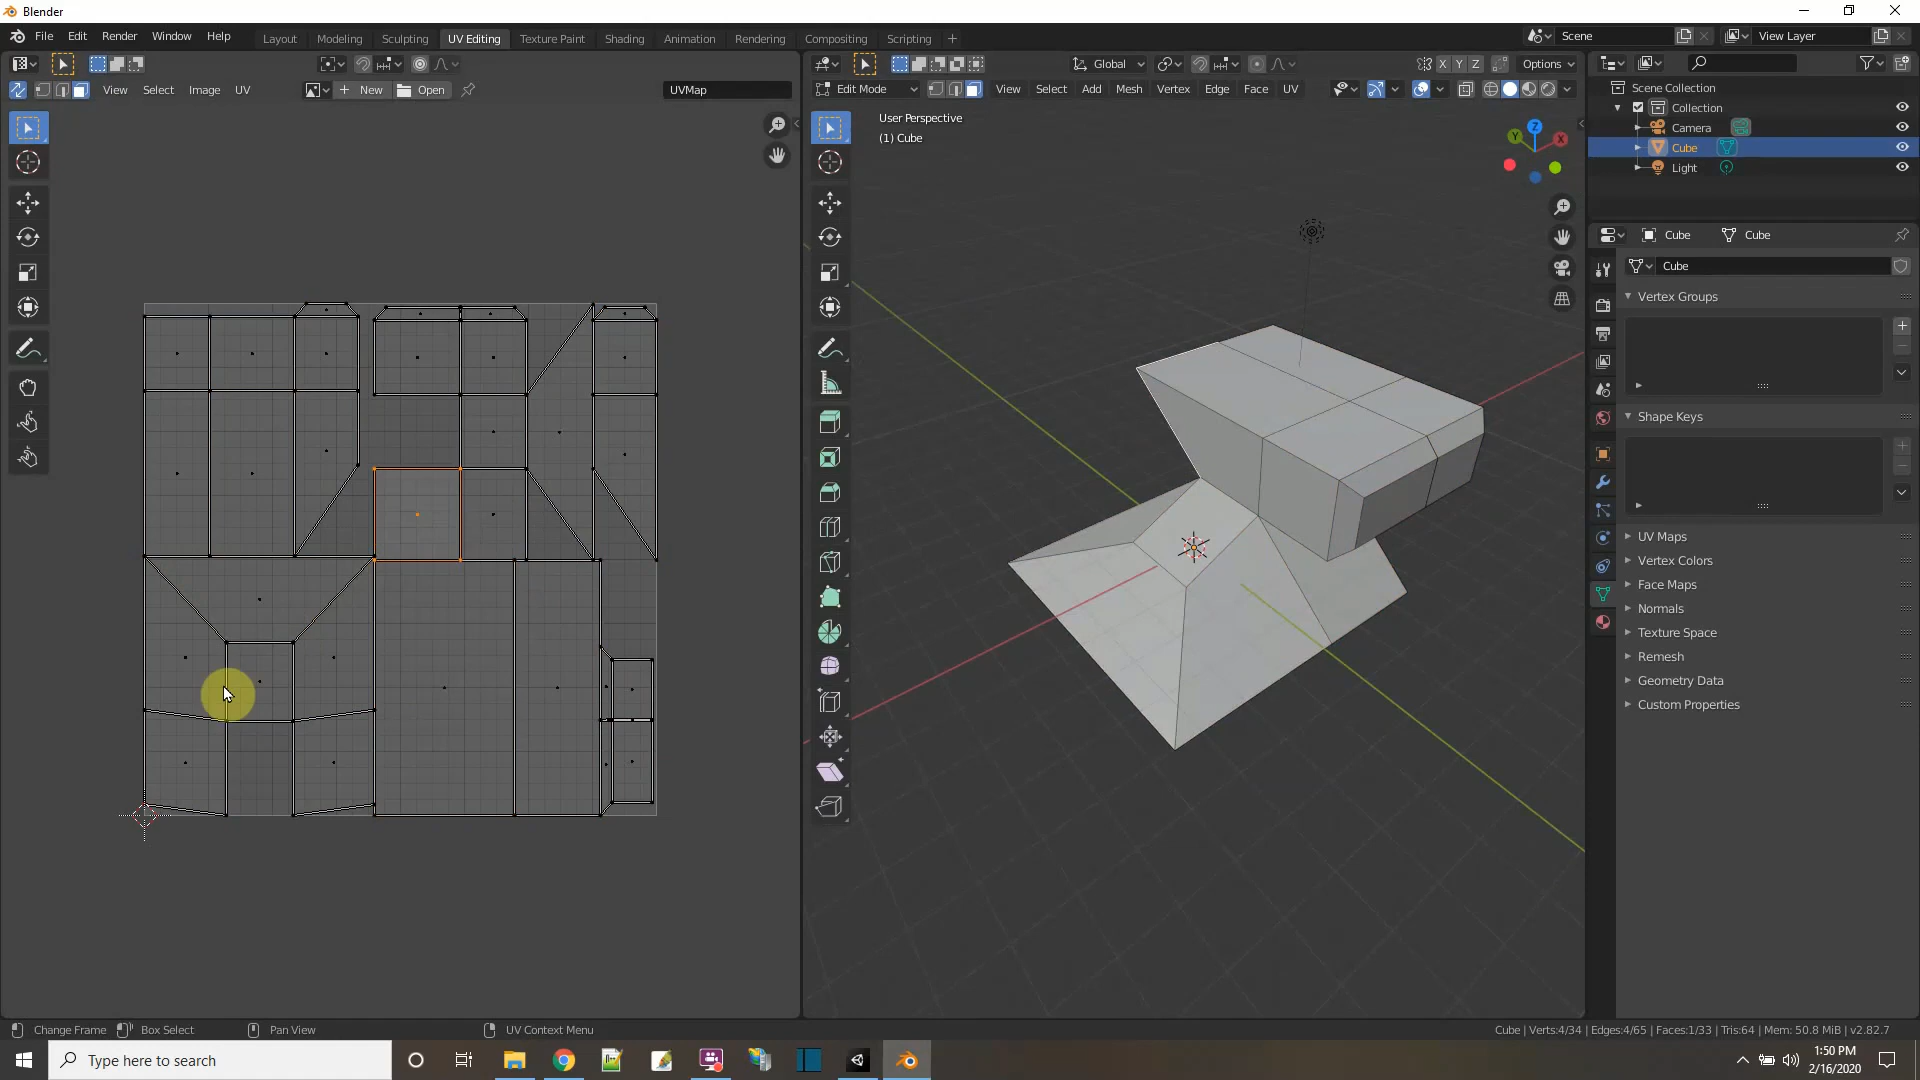 Blender
File Edit Render Window Help
Layout Modeling Sculpting UV Editing Texture Paint Shading Animation Rendering Compositing Scripting
Scene
View Layer
Global
X Y Z
Options
View Select Image UV
New
Open
UVMap
Edit Mode
View Select Add Mesh Vertex Edge Face UV
User Perspective
(1) Cube
Z
Y
X
Scene Collection
Collection
Camera
Cube
Light
Cube
Cube
Cube
Vertex Groups
Shape Keys
UV Maps
Vertex Colors
Face Maps
Normals
Texture Space
Remesh
Geometry Data
Custom Properties
Change Frame
Box Select
Pan View
UV Context Menu
Cube | Verts:4/34 | Edges:4/65 | Faces:1/33 | Tris:64 | Mem: 50.8 MiB | v2.82.7
Type here to search
1:50 PM
2/16/2020